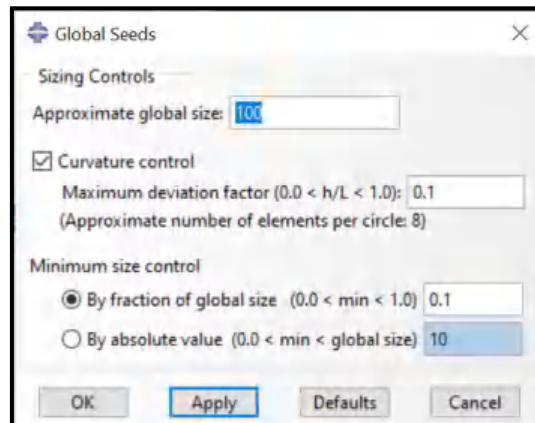 Global Seeds
Sizing Controls
Approximate global size: 100
Curvature control
Maximum deviation factor (0.0 < h/L < 1.0): 0.1
(Approximate number of elements per circle: 8)
Minimum size control
By fraction of global size (0.0 < min < 1.0) 0.1
By absolute value (0.0 < min < global size) 10
OK Apply Defaults Cancel